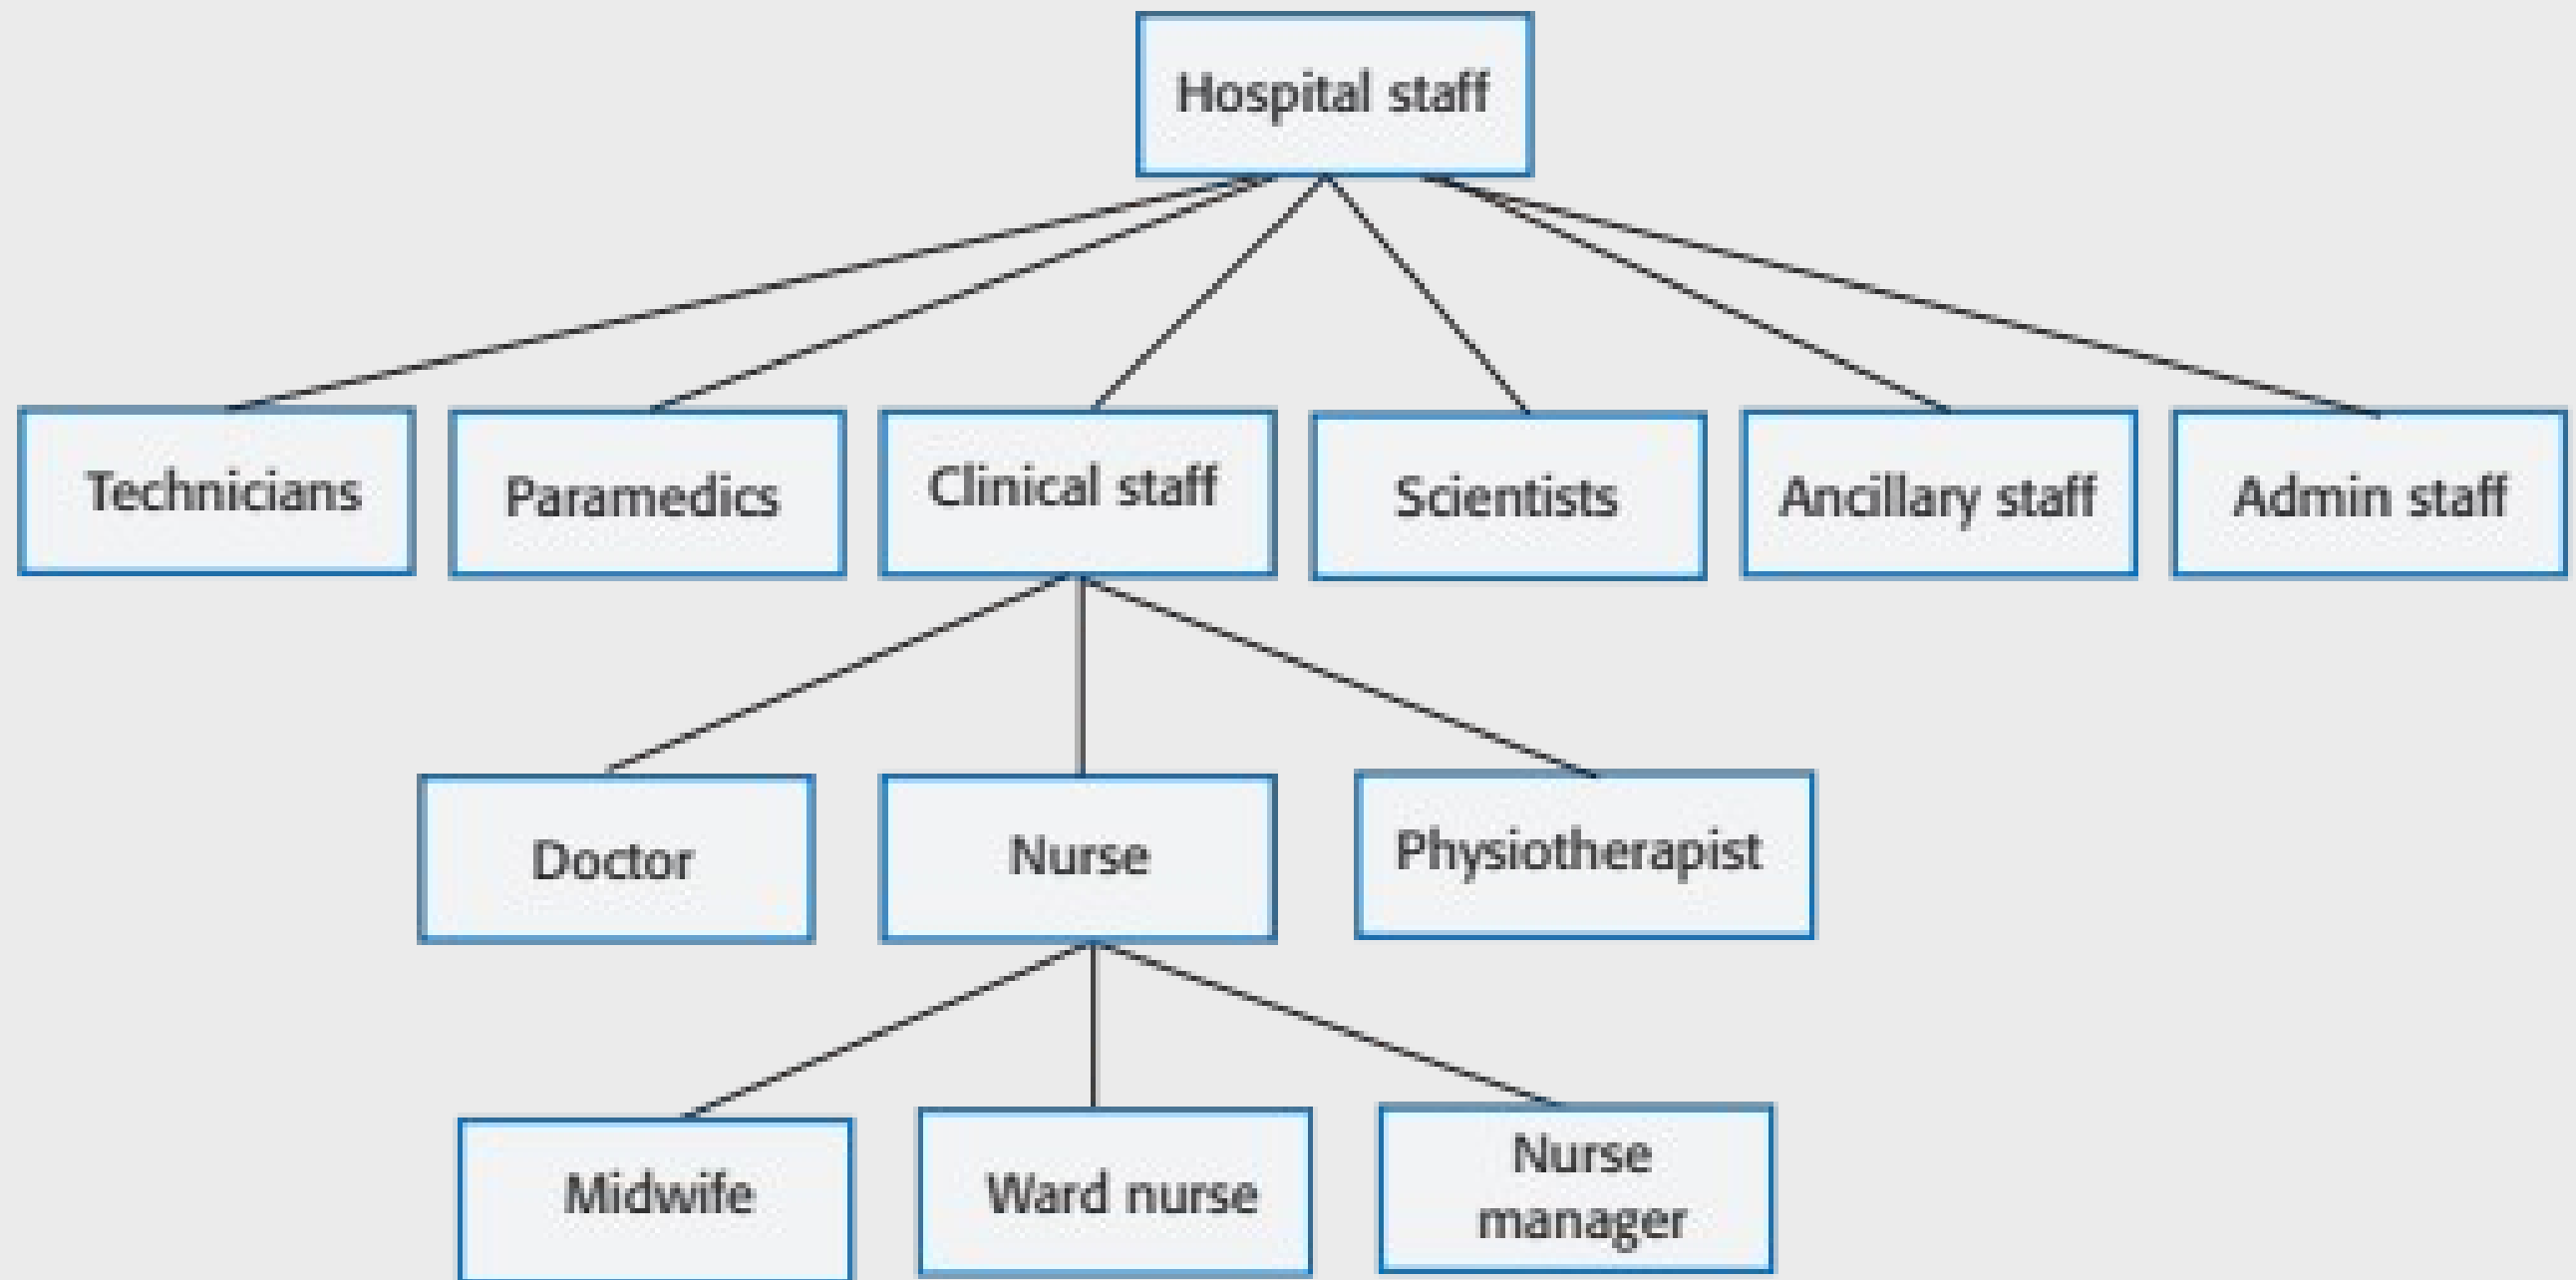 Hospital staff
Technicians
Paramedics
Clinical staff
Scientists
Ancillary staff
Admin staff
Doctor
Nurse
Physiotherapist
Midwife
Ward nurse
Nurse
manager